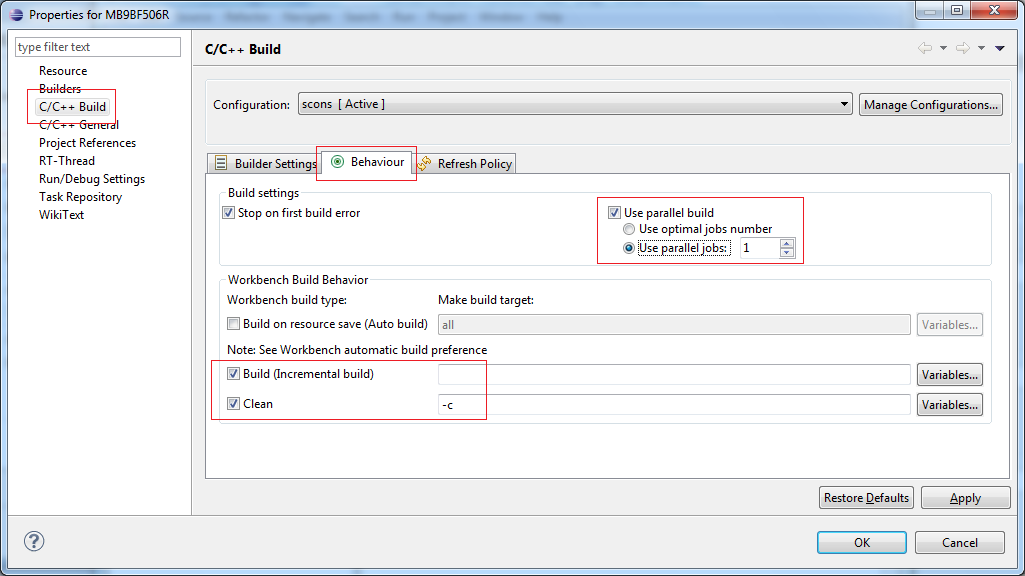 Properties for MB9BF506R
type filter text
Resource
Builders
C/C++ Build
C/C++ General
Project References
RT-Thread
Run/Debug Settings
Task Repository
WikiText
C/C++ Build
Configuration: scons [ Active ] Manage Configurations...
Builder Settings Behaviour Refresh Policy
Build settings
Stop on first build error
Use parallel build
Use optimal jobs number
Use parallel jobs: 1
Workbench Build Behavior
Workbench build type: Make build target:
Build on resource save (Auto build) all Variables...
Note: See Workbench automatic build preference
Build (Incremental build) Variables...
Clean -c Variables...
Restore Defaults Apply
OK Cancel